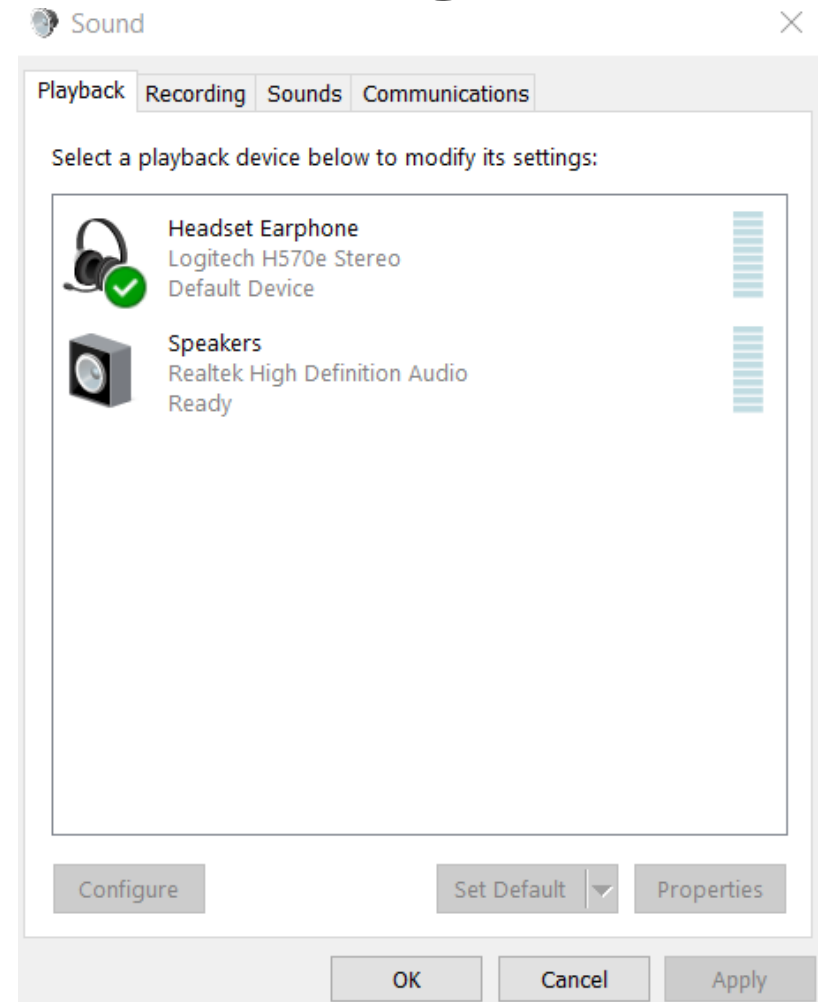 Sound
Playback Recording Sounds Communications
Select a playback device below to modify its settings:
Headset Earphone
Logitech H570e Stereo
Default Device
Speakers
Realtek High Definition Audio
Ready
Configure Set Default Properties
OK Cancel Apply